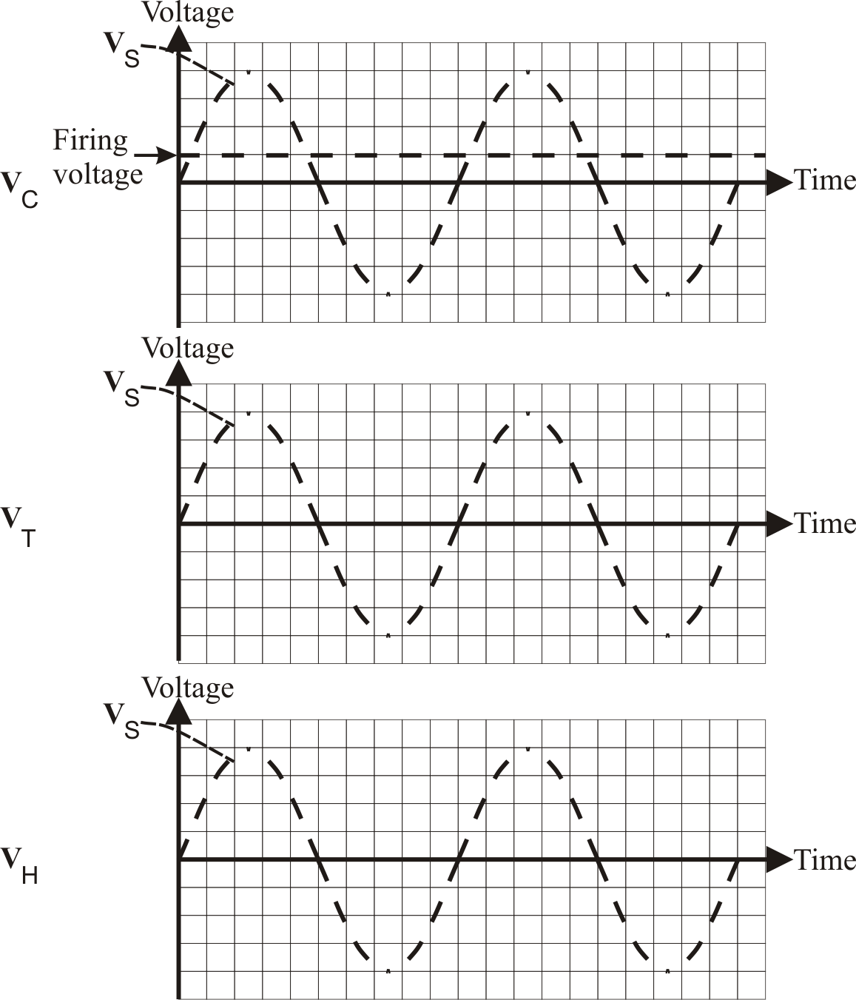 Voltage
VS
Firing
voltage
VC
Time
Voltage
VS
VT
Time
Voltage
VS
VH
Time